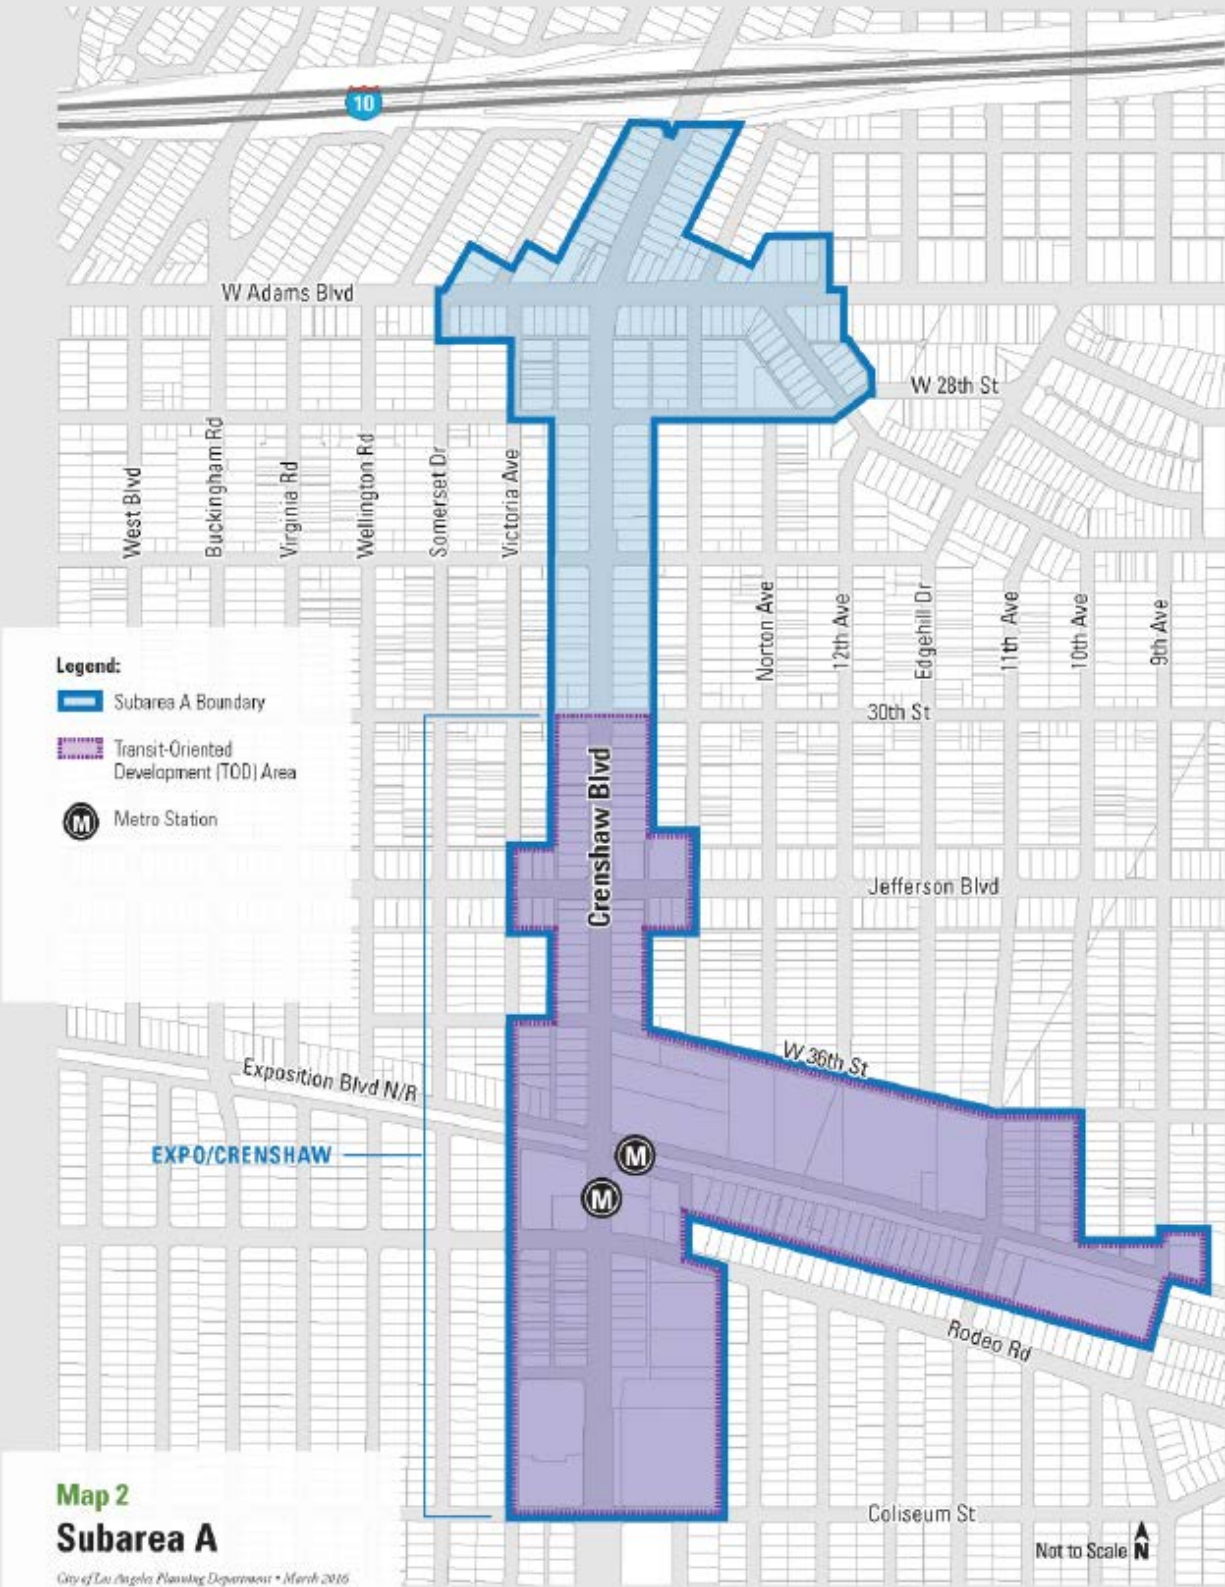 10
W Adams Blvd
W 28th St
West Blvd
Buckingham Rd
Virginia Rd
Wellington Rd
Somerset Dr
Victoria Ave
Norton Ave
12th Ave
Edgehill Dr
11th Ave
10th Ave
9th Ave
Legend:
Subarea A Boundary
Transit-Oriented
Development (TOD) Area
M Metro Station
30th St
Crenshaw Blvd
Jefferson Blvd
W 36th St
Exposition Blvd N/R
EXPO/CRENSHAW
M
M
Rodeo Rd
Coliseum St
Map 2
Subarea A
City of Los Angeles Planning Department • March 2016
Not to Scale N